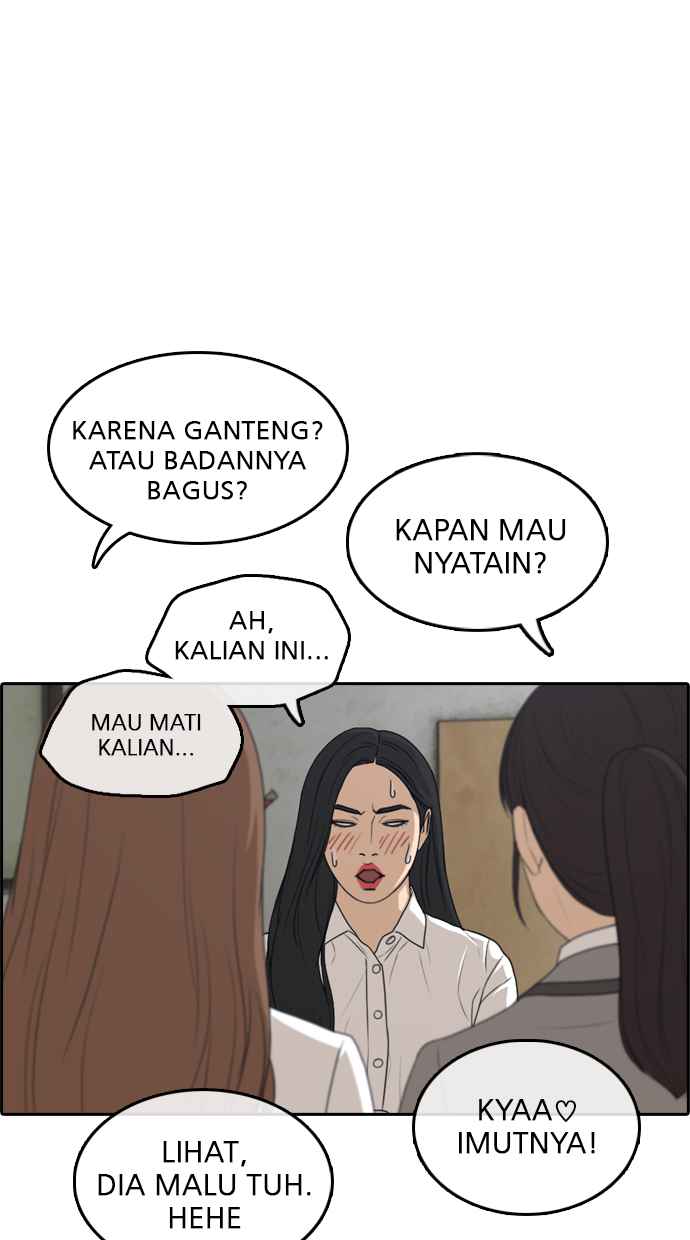 KARENA GANTENG?
ATAU BADANNYA
BAGUS?
KAPAN MAU
NYATAIN?
AH,
KALIAN INI...
MAU MATI
KALIAN...
KYAA♡
IMUTNYA!
LIHAT,
DIA MALU TUH.
HEHE